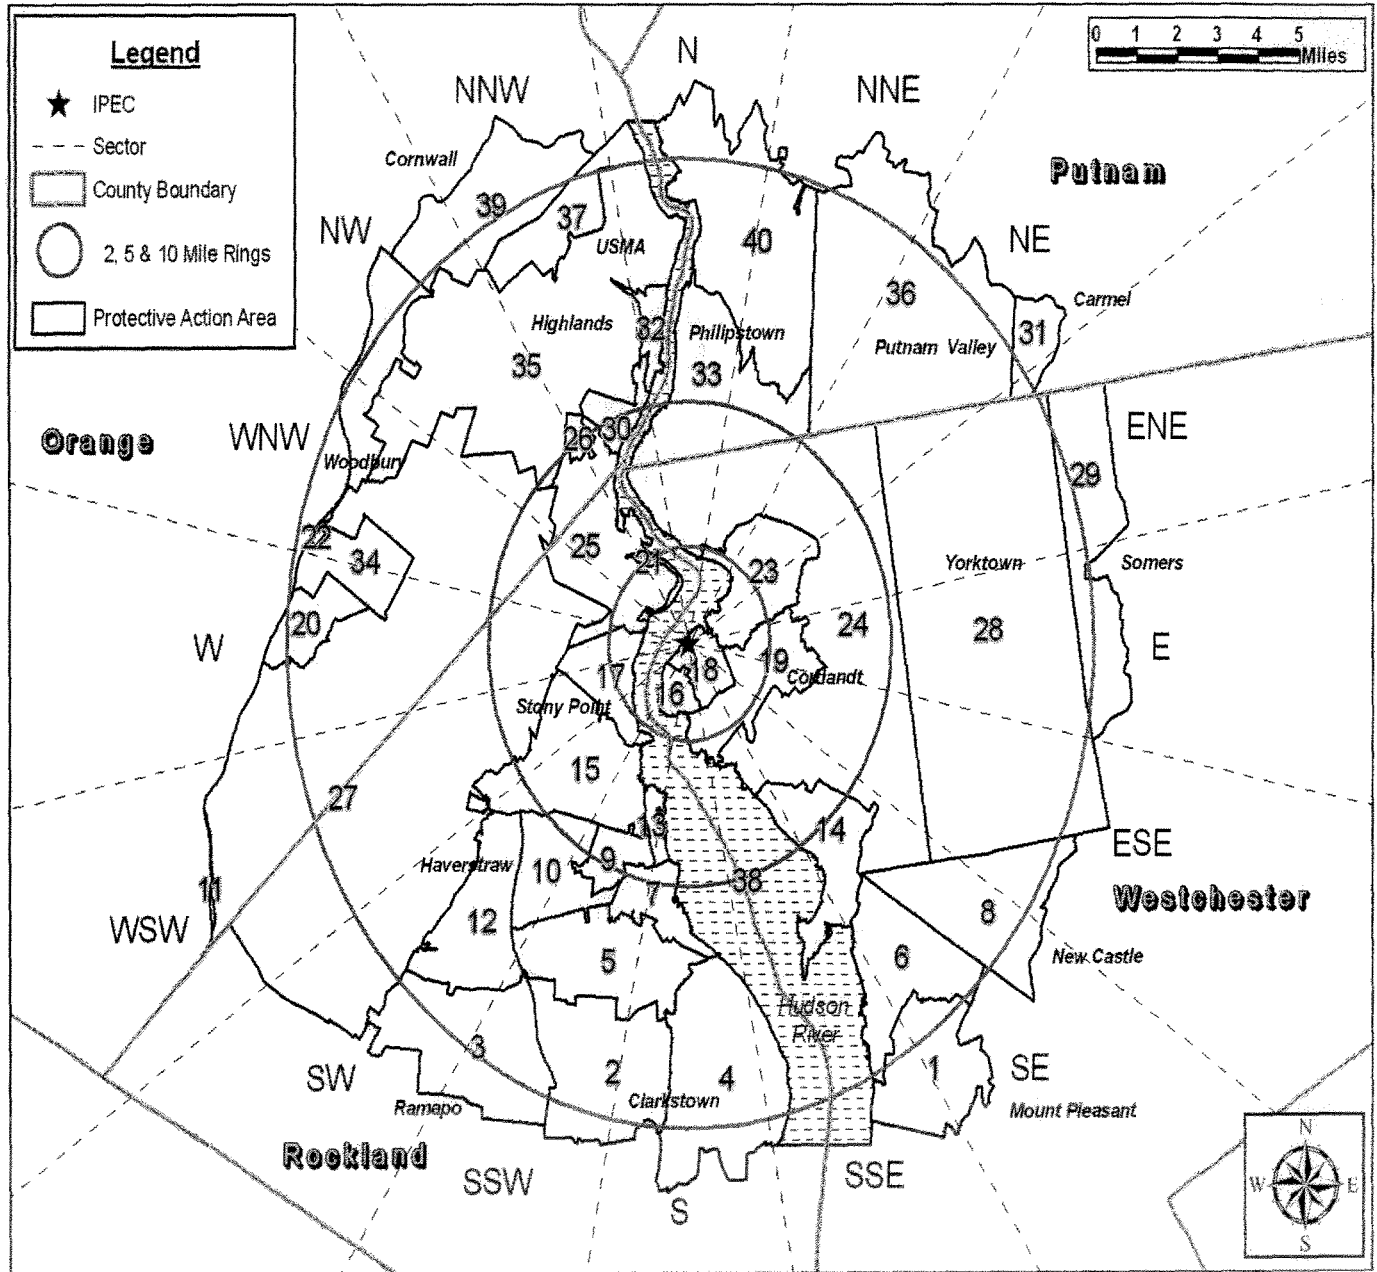 Legend
IPEC
Sector
County Boundary
2, 5 & 10 Mile Rings
Protective Action Area
0 1 2 3 4 5
Miles
N
NNW
NNE
Cornwall
Putnam
39
37
NW
USMA
40
NE
36
Carmel
Highlands
32
Philipstown
31
Putnam Valley
35
33
Orange
WNW
26
30
ENE
Woodbury
29
22
25
34
21
23
Yorktown
Somers
20
24
28
W
E
17
18
19
Cortlandt
16
Stony Point
15
27
13
14
ESE
Haverstraw
10
9
38
11
7
Westchester
WSW
12
8
5
6
New Castle
Hudson
River
3
2
4
1
SW
SE
Ramapo
Clarkstown
Mount Pleasant
Rockland
SSW
SSE
S
N
W E
S